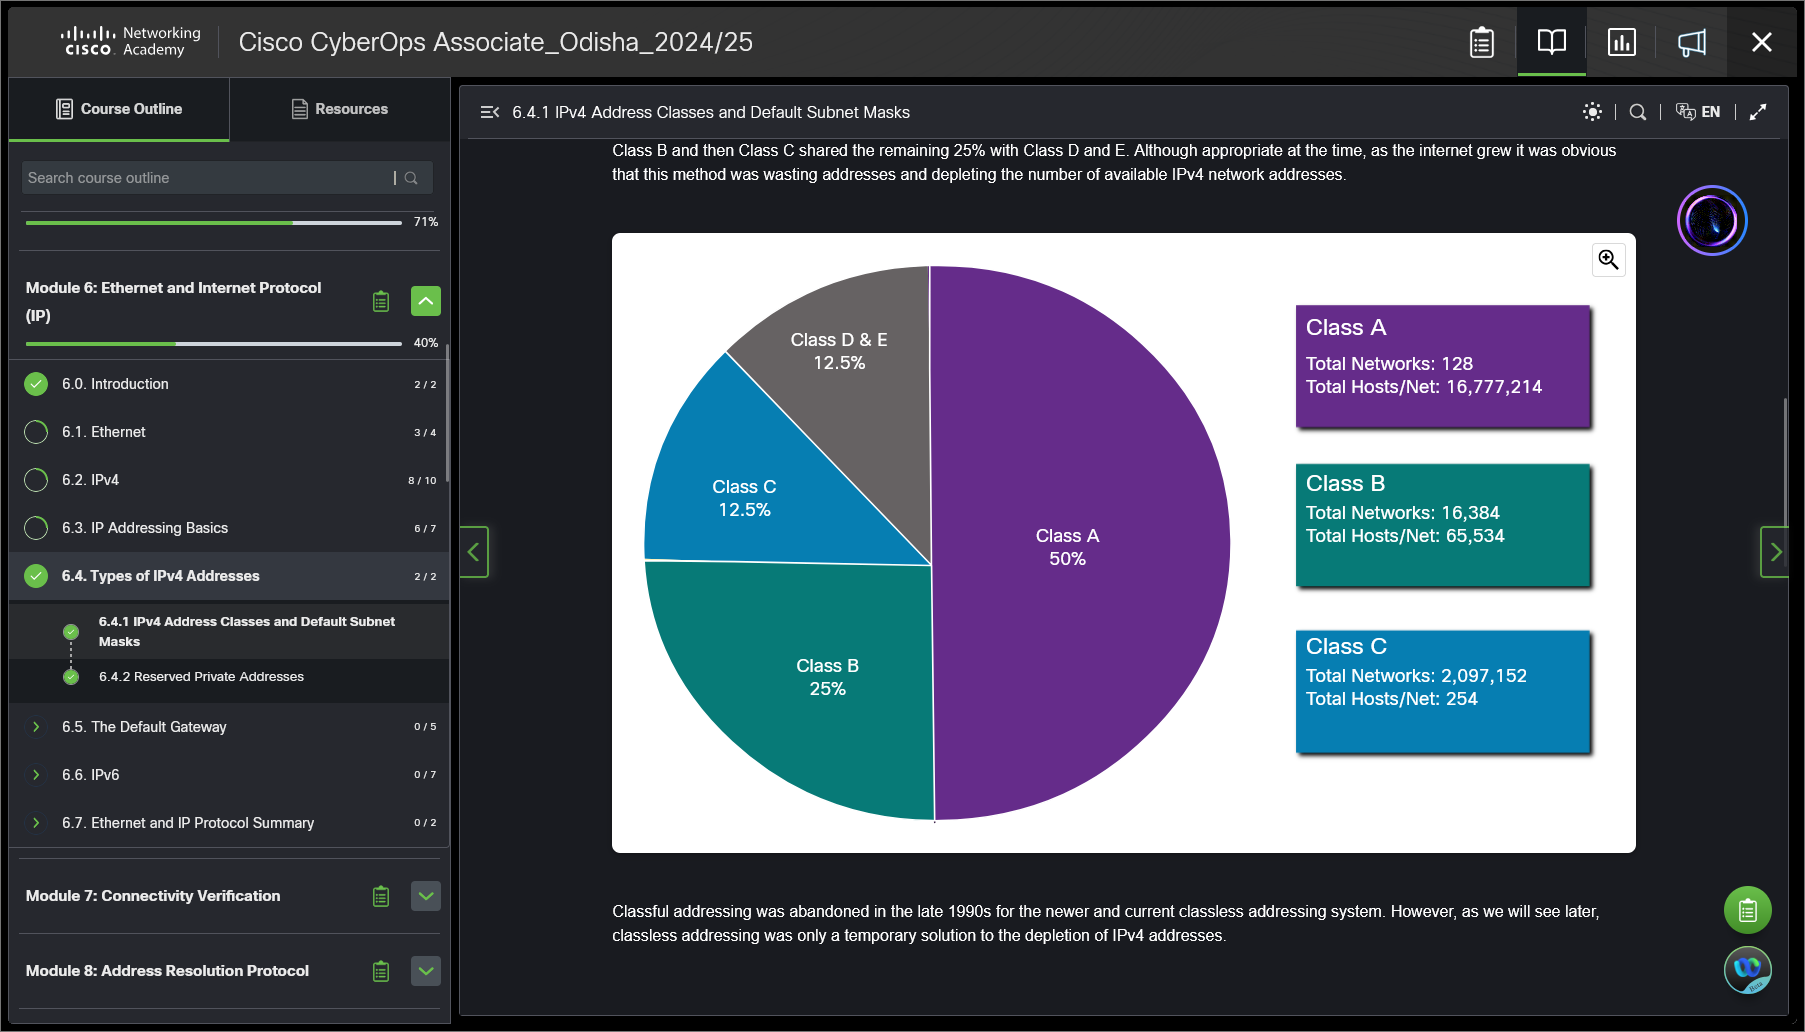 Networking
CISCO Academy
Cisco CyberOps Associate_Odisha_2024/25
Course Outline
Resources
Search course outline
71%
Module 6: Ethernet and Internet Protocol
(IP)
40%
6.0. Introduction 2 / 2
6.1. Ethernet 3 / 4
6.2. IPv4 8 / 10
6.3. IP Addressing Basics 6 / 7
6.4. Types of IPv4 Addresses 2 / 2
6.4.1 IPv4 Address Classes and Default Subnet
Masks
6.4.2 Reserved Private Addresses
6.5. The Default Gateway 0 / 5
6.6. IPv6 0 / 7
6.7. Ethernet and IP Protocol Summary 0 / 2
Module 7: Connectivity Verification
Module 8: Address Resolution Protocol
6.4.1 IPv4 Address Classes and Default Subnet Masks
EN
Class B and then Class C shared the remaining 25% with Class D and E. Although appropriate at the time, as the internet grew it was obvious
that this method was wasting addresses and depleting the number of available IPv4 network addresses.
Class D & E
12.5%
Class C
12.5%
Class A
50%
Class B
25%
Class A
Total Networks: 128
Total Hosts/Net: 16,777,214
Class B
Total Networks: 16,384
Total Hosts/Net: 65,534
Class C
Total Networks: 2,097,152
Total Hosts/Net: 254
Classful addressing was abandoned in the late 1990s for the newer and current classless addressing system. However, as we will see later,
classless addressing was only a temporary solution to the depletion of IPv4 addresses.
Beta